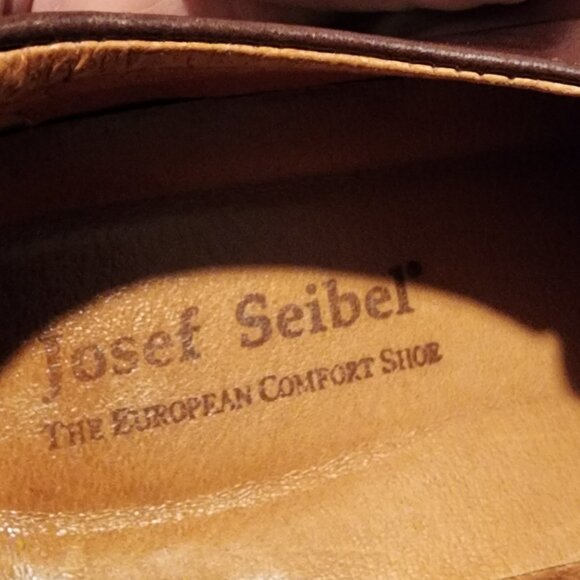 Josef Seibel®
THE EUROPEAN COMFORT SHOE